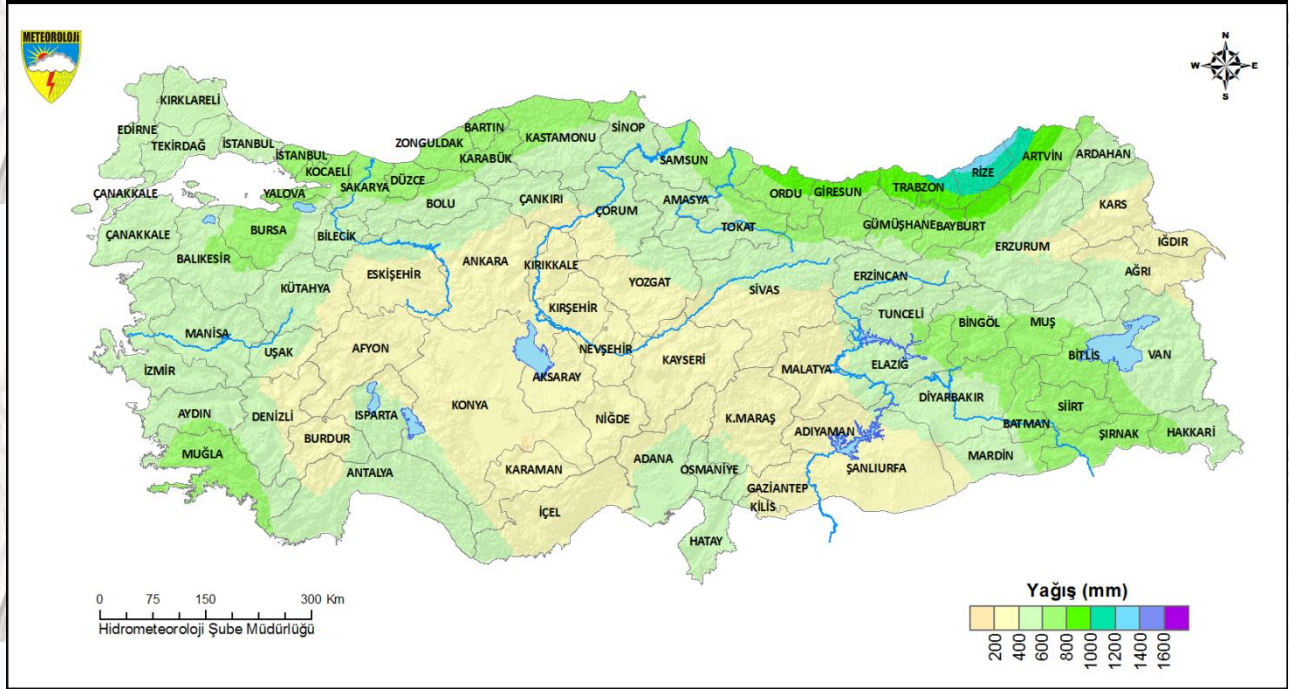 METEOROLOJİ
N
W E
S
KIRKLARELİ
EDİRNE
TEKİRDAĞ
İSTANBUL
İSTANBUL
KOCAELİ
YALOVA
SAKARYA
DÜZCE
ZONGULDAK
BARTIN
KARABÜK
KASTAMONU
SİNOP
SAMSUN
ORDU
GİRESUN
TRABZON
RİZE
ARTVİN
ARDAHAN
ÇANAKKALE
ÇANAKKALE
BALIKESİR
BURSA
BİLECİK
BOLU
ÇANKIRI
ÇORUM
AMASYA
TOKAT
GÜMÜŞHANE
BAYBURT
ERZURUM
KARS
IĞDIR
AĞRI
KÜTAHYA
ESKİŞEHİR
ANKARA
KIRIKKALE
YOZGAT
SİVAS
ERZİNCAN
TUNCELİ
BİNGÖL
MUŞ
BİTLİS
VAN
MANİSA
UŞAK
AFYON
KIRŞEHİR
NEVŞEHİR
KAYSERİ
MALATYA
ELAZIĞ
DİYARBAKIR
SİİRT
İZMİR
AYDIN
DENİZLİ
ISPARTA
KONYA
AKSARAY
NİĞDE
K.MARAŞ
ADIYAMAN
BATMAN
ŞIRNAK
HAKKARİ
MUĞLA
BURDUR
ANTALYA
KARAMAN
İÇEL
ADANA
OSMANİYE
GAZİANTEP
KİLİS
ŞANLIURFA
MARDİN
HATAY
0 75 150 300 Km
Hidrometeoroloji Şube Müdürlüğü
Yağış (mm)
200 400 600 800 1000 1200 1400 1600